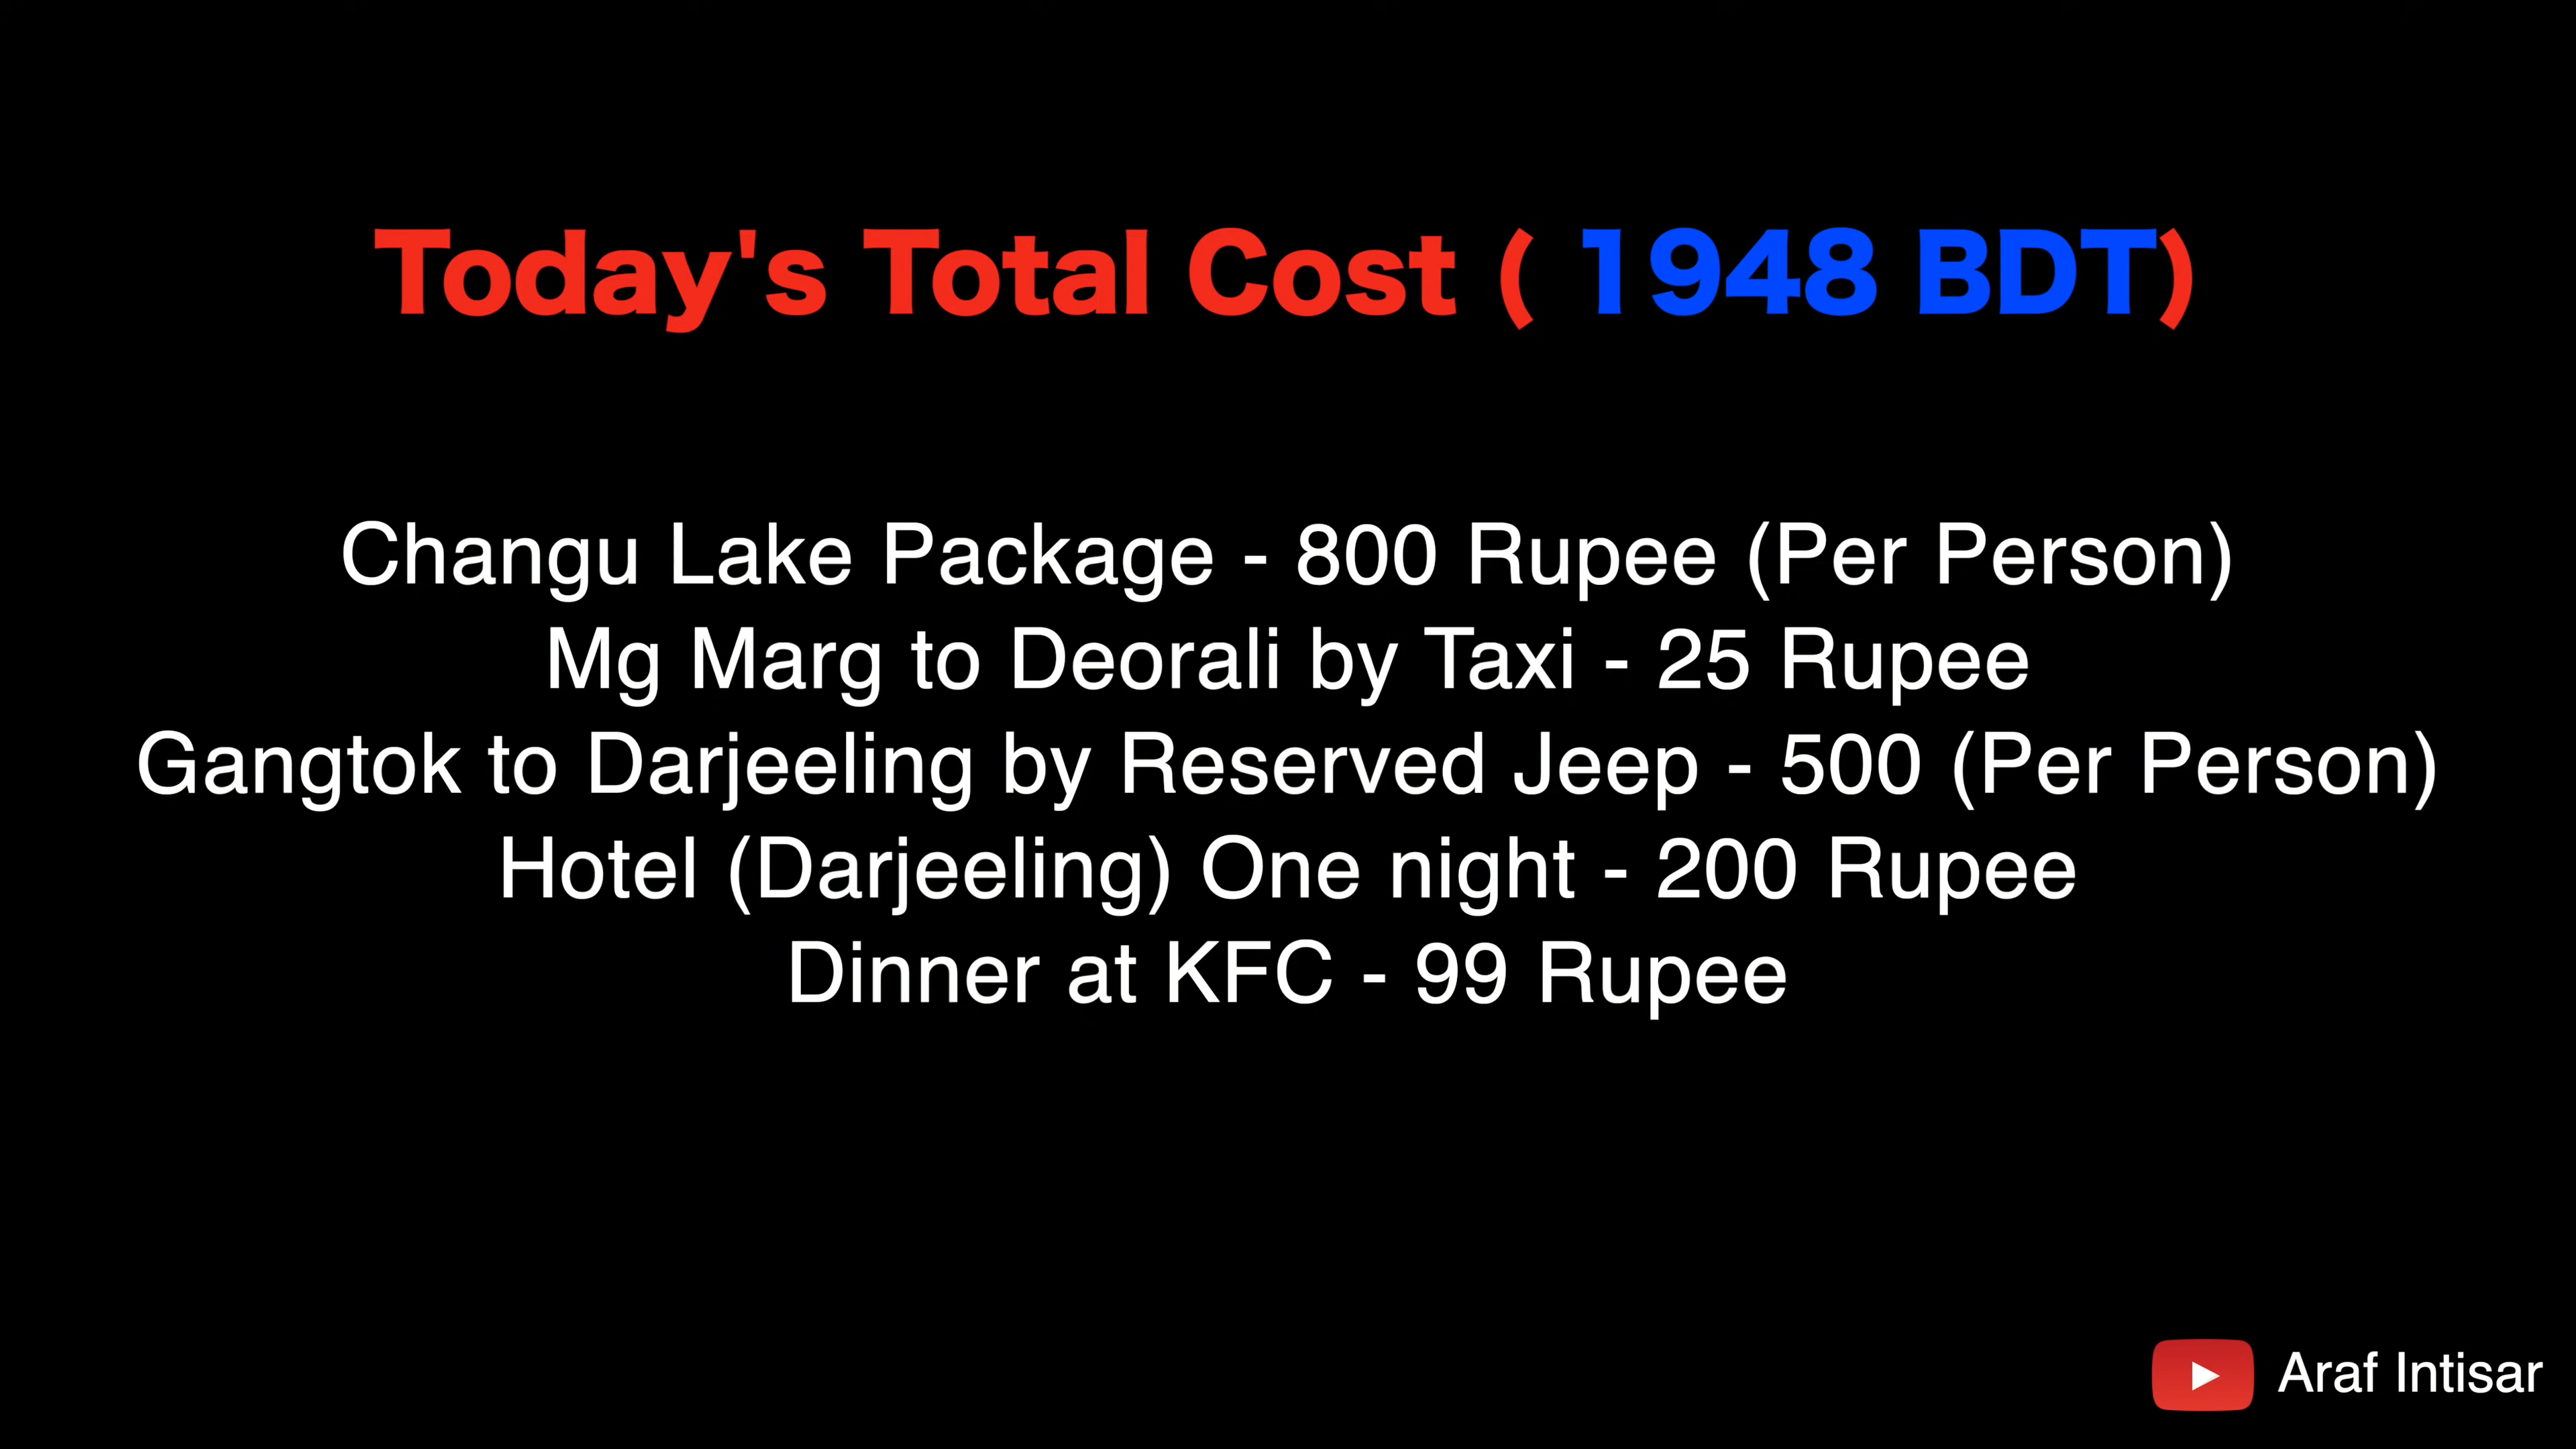 Today's Total Cost ( 1948 BDT)
Changu Lake Package - 800 Rupee (Per Person)
Mg Marg to Deorali by Taxi - 25 Rupee
Gangtok to Darjeeling by Reserved Jeep - 500 (Per Person)
Hotel (Darjeeling) One night - 200 Rupee
Dinner at KFC - 99 Rupee
Araf Intisar